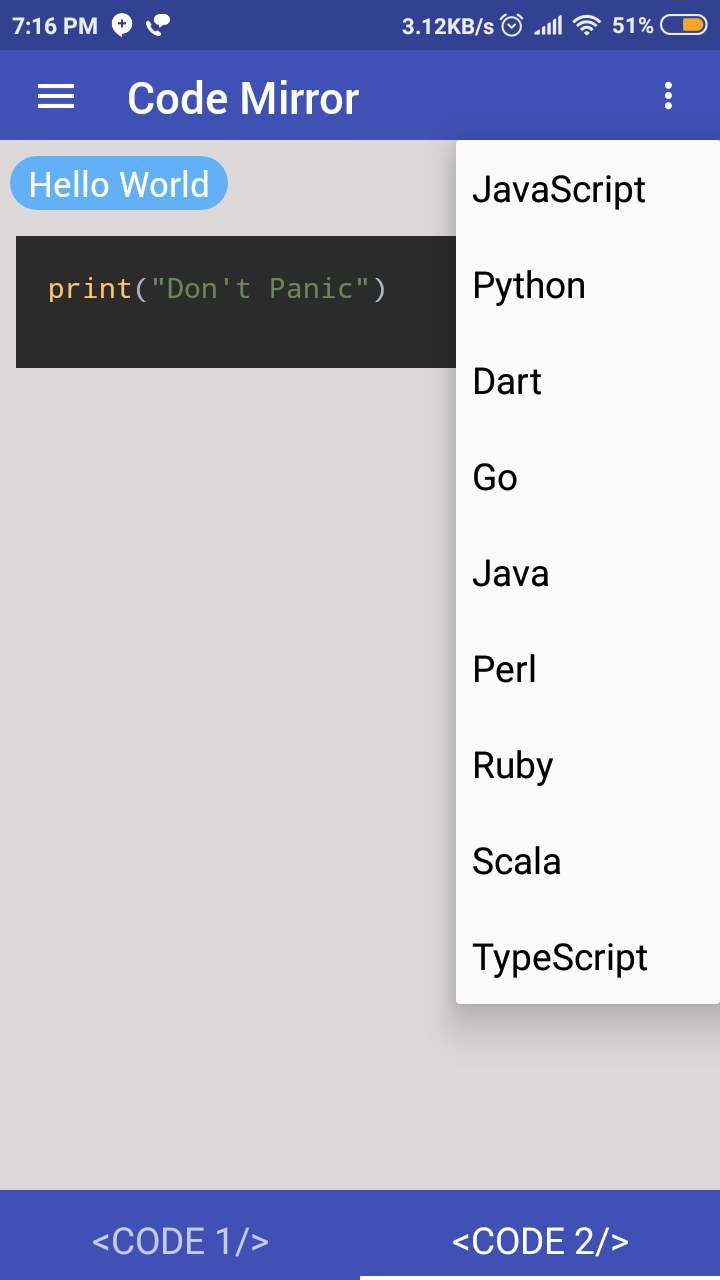 7:16 PM 3.12KB/s 51%
Code Mirror
Hello World
print("Don't Panic")
JavaScript
Python
Dart
Go
Java
Perl
Ruby
Scala
TypeScript
<CODE 1/> <CODE 2/>